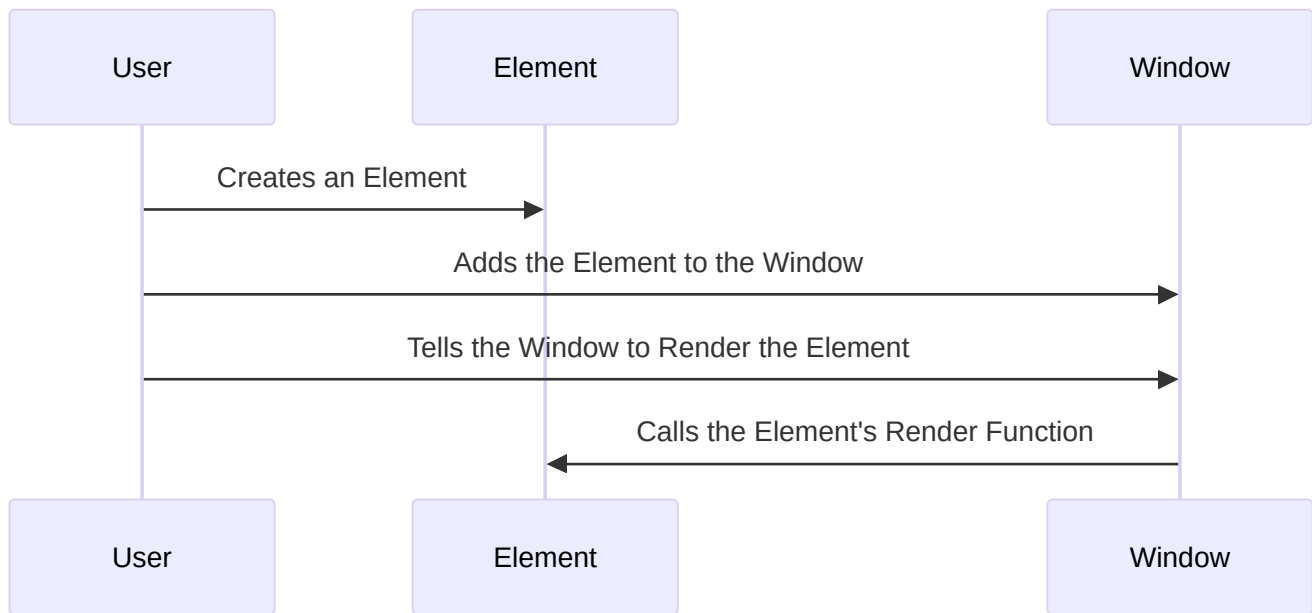 User
Element
Window
Creates an Element
Adds the Element to the Window
Tells the Window to Render the Element
Calls the Element's Render Function
User
Element
Window